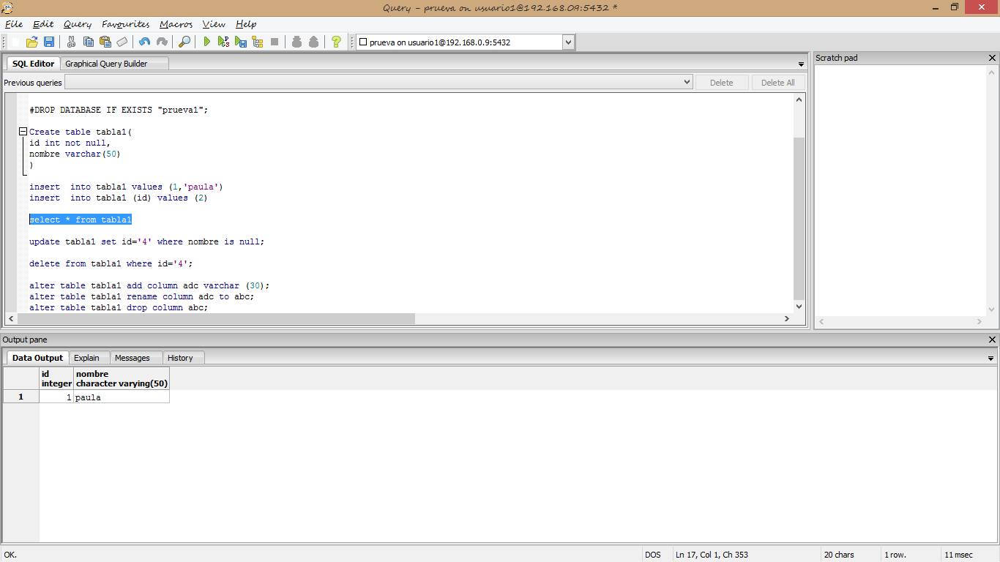 Query - prueva on usuario1@192.168.09:5432 *
File Edit Query Favourites Macros View Help
prueva on usuario1@192.168.0.9:5432
SQL Editor Graphical Query Builder
Scratch pad
Previous queries Delete Delete All
#DROP DATABASE IF EXISTS "prueva1";
Create table tabla1(
id int not null,
nombre varchar(50)
)
insert  into tabla1 values (1,'paula')
insert  into tabla1 (id) values (2)
select * from tabla1
update tabla1 set id='4' where nombre is null;
delete from tabla1 where id='4';
alter table tabla1 add column adc varchar (30);
alter table tabla1 rename column adc to abc;
alter table tabla1 drop column abc;
Output pane
Data Output Explain Messages History
id nombre
integer character varying(50)
1 1 paula
OK. DOS Ln 17, Col 1, Ch 353 20 chars 1 row. 11 msec